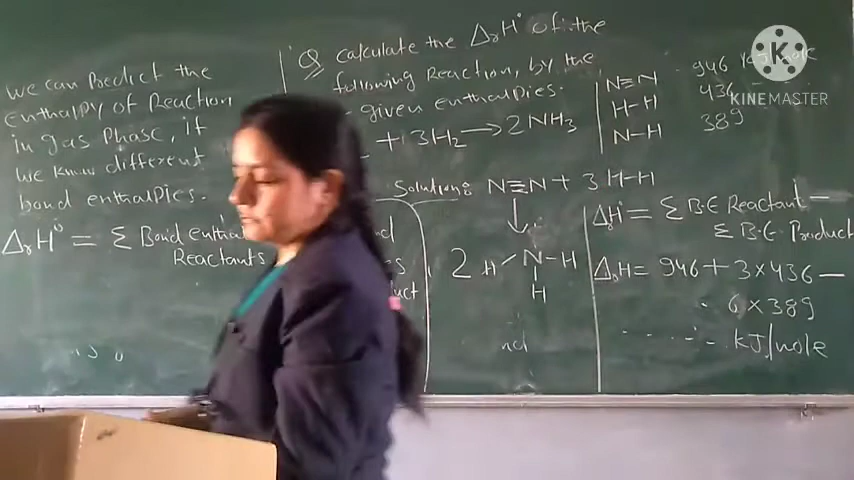 we can Predict the
enthalpy of Reaction
in gas Phase, if
we know different
bond enthalpies.
ΔrH° = Σ Bond
Reactants
Q calculate the ΔrH° of the
following Reaction, by the
given enthalpies.
+ 3H₂ → 2NH₃
N≡N 946
H-H 436
N-H 389
KINEMASTER
Solution: N≡N + 3 H-H
↓
2 H N-H
H
ΔrH° = Σ B.E Reactant —
Σ B.E Product
ΔrH = 946 + 3×436 —
6×389
kJ/mole